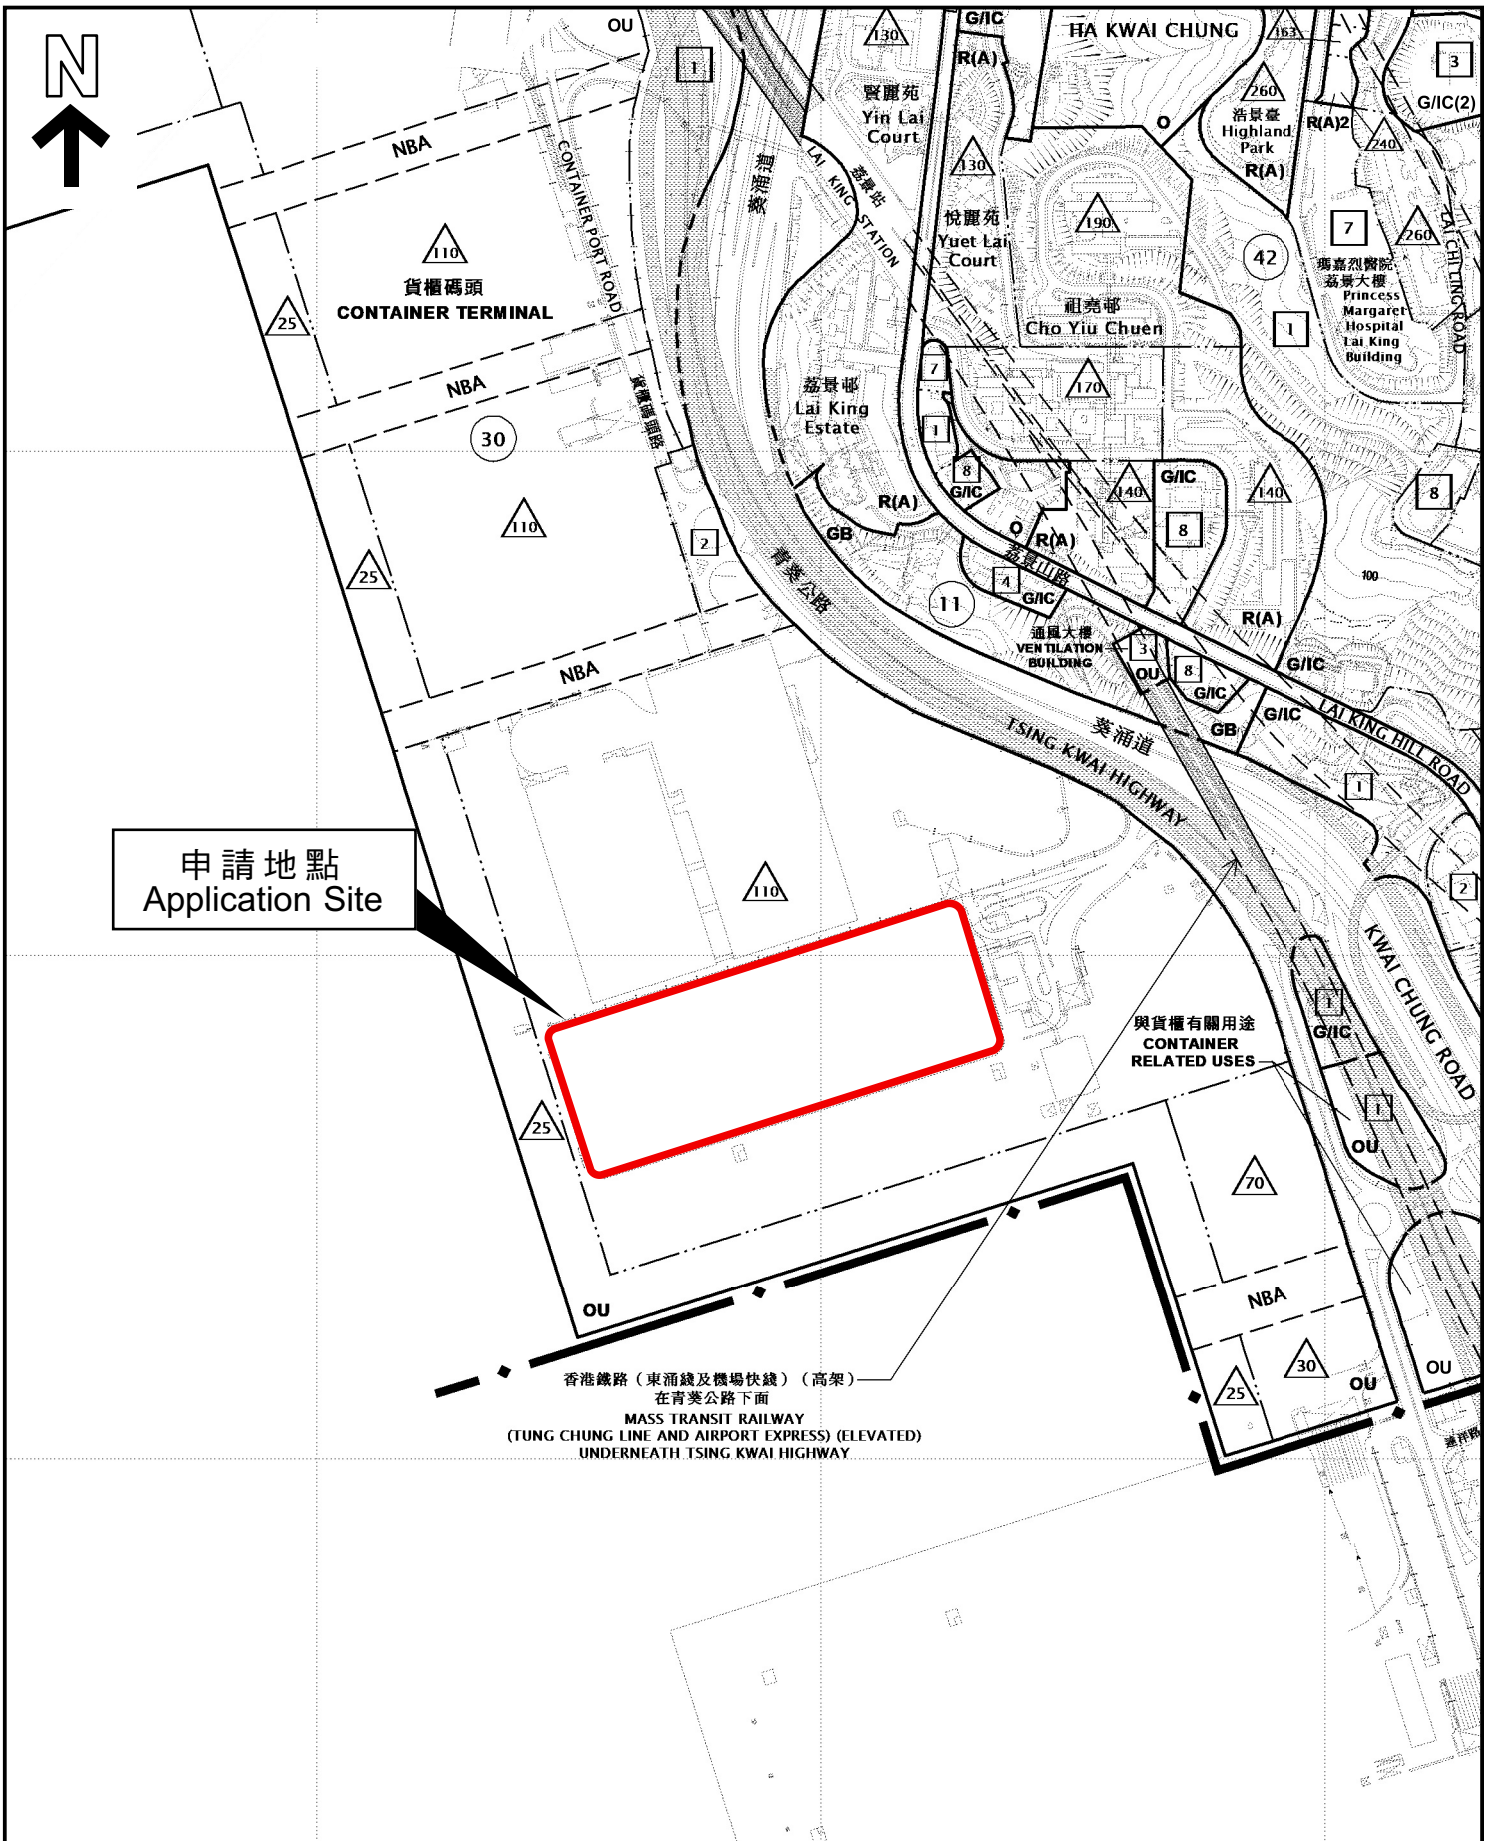 N
OU
1
130
G/IC
HA KWAI CHUNG
163
3
R(A)
260
G/IC(2)
賢麗苑
Yin Lai
Court
浩景臺
Highland
Park
R(A)
O
R(A)2
240
NBA
CONTAINER PORT ROAD
葵涌道
LAI KING STATION
荔景站
130
悅麗苑
Yuet Lai
Court
190
42
7
260
瑪嘉烈醫院
荔景大樓
Princess
Margaret
Hospital
Lai King
Building
LAI CHI LING ROAD
110
貨櫃碼頭
CONTAINER TERMINAL
25
祖堯邨
Cho Yiu Chuen
1
NBA
貨櫃碼頭路
荔景邨
Lai King
Estate
7
170
1
30
8
G/IC
140
G/IC
140
8
110
R(A)
2
GB
O
R(A)
8
25
青葵公路
荔景山路
4
G/IC
11
100
R(A)
通風大樓
VENTILATION
BUILDING
3
OU
8
G/IC
G/IC
NBA
GB
G/IC
LAI KING HILL ROAD
TSING KWAI HIGHWAY
葵涌道
1
申請地點
Application Site
110
2
KWAI CHUNG ROAD
1
G/IC
與貨櫃有關用途
CONTAINER
RELATED USES
1
OU
25
70
OU
NBA
30
25
OU
OU
香港鐵路（東涌綫及機場快綫）（高架）
在青葵公路下面
MASS TRANSIT RAILWAY
(TUNG CHUNG LINE AND AIRPORT EXPRESS) (ELEVATED)
UNDERNEATH TSING KWAI HIGHWAY